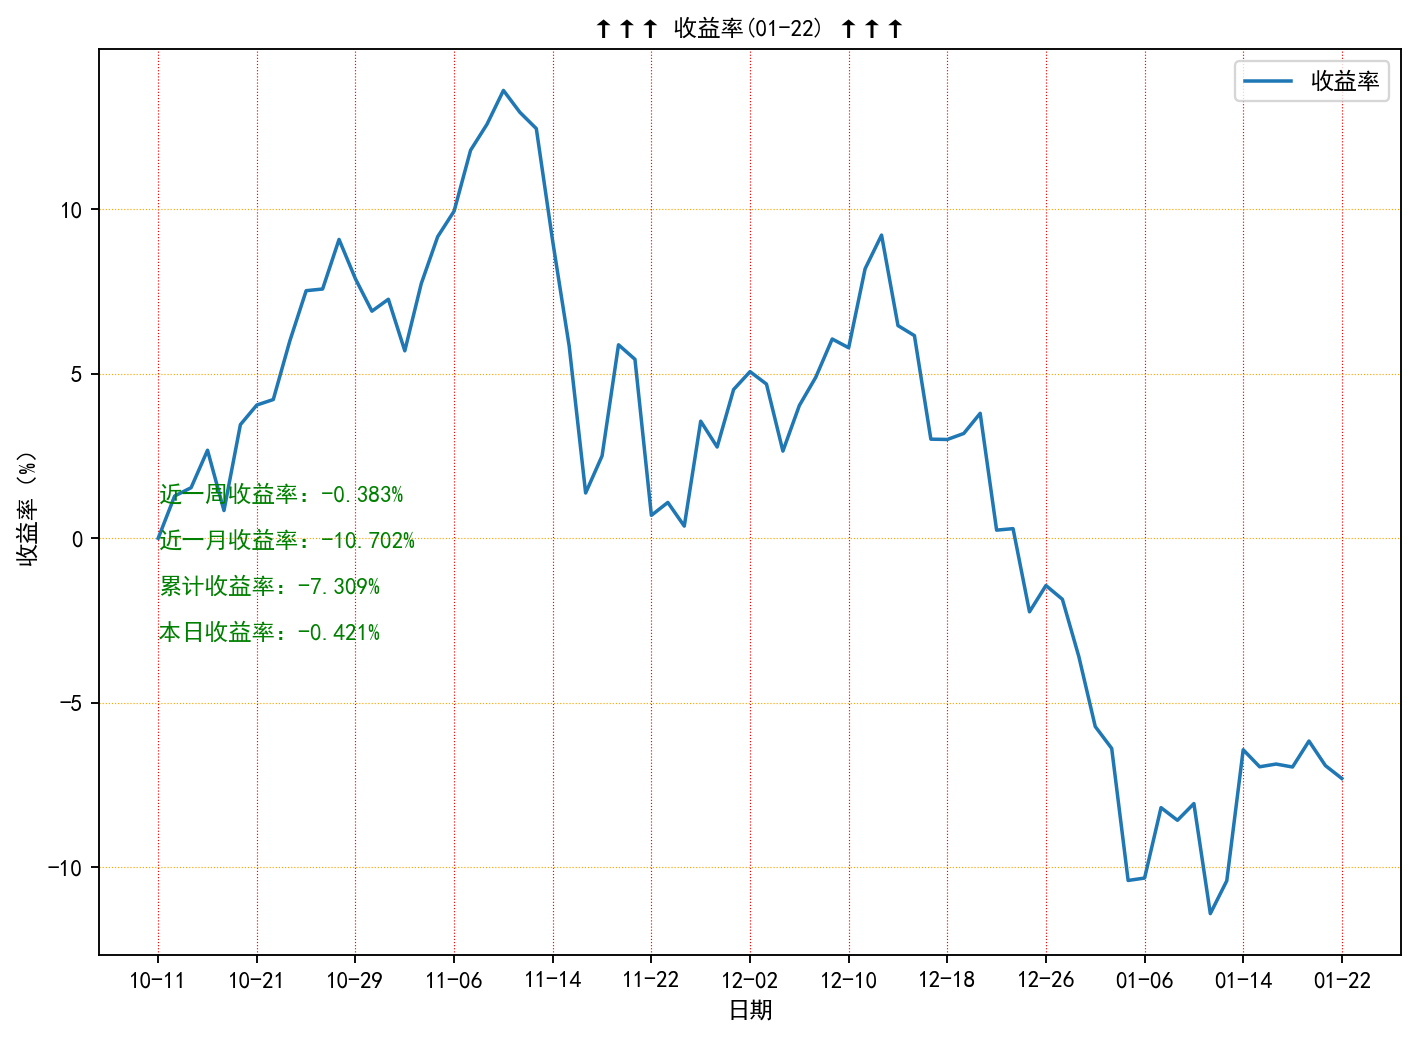 ↑↑↑ 收益率(01-22) ↑↑↑
收益率
10
5
0
-5
-10
收益率 (%)
近一周收益率：-0.383%
近一月收益率：-10.702%
累计收益率：-7.309%
本日收益率：-0.421%
10-11 10-21 10-29 11-06 11-14 11-22 12-02 12-10 12-18 12-26 01-06 01-14 01-22
日期